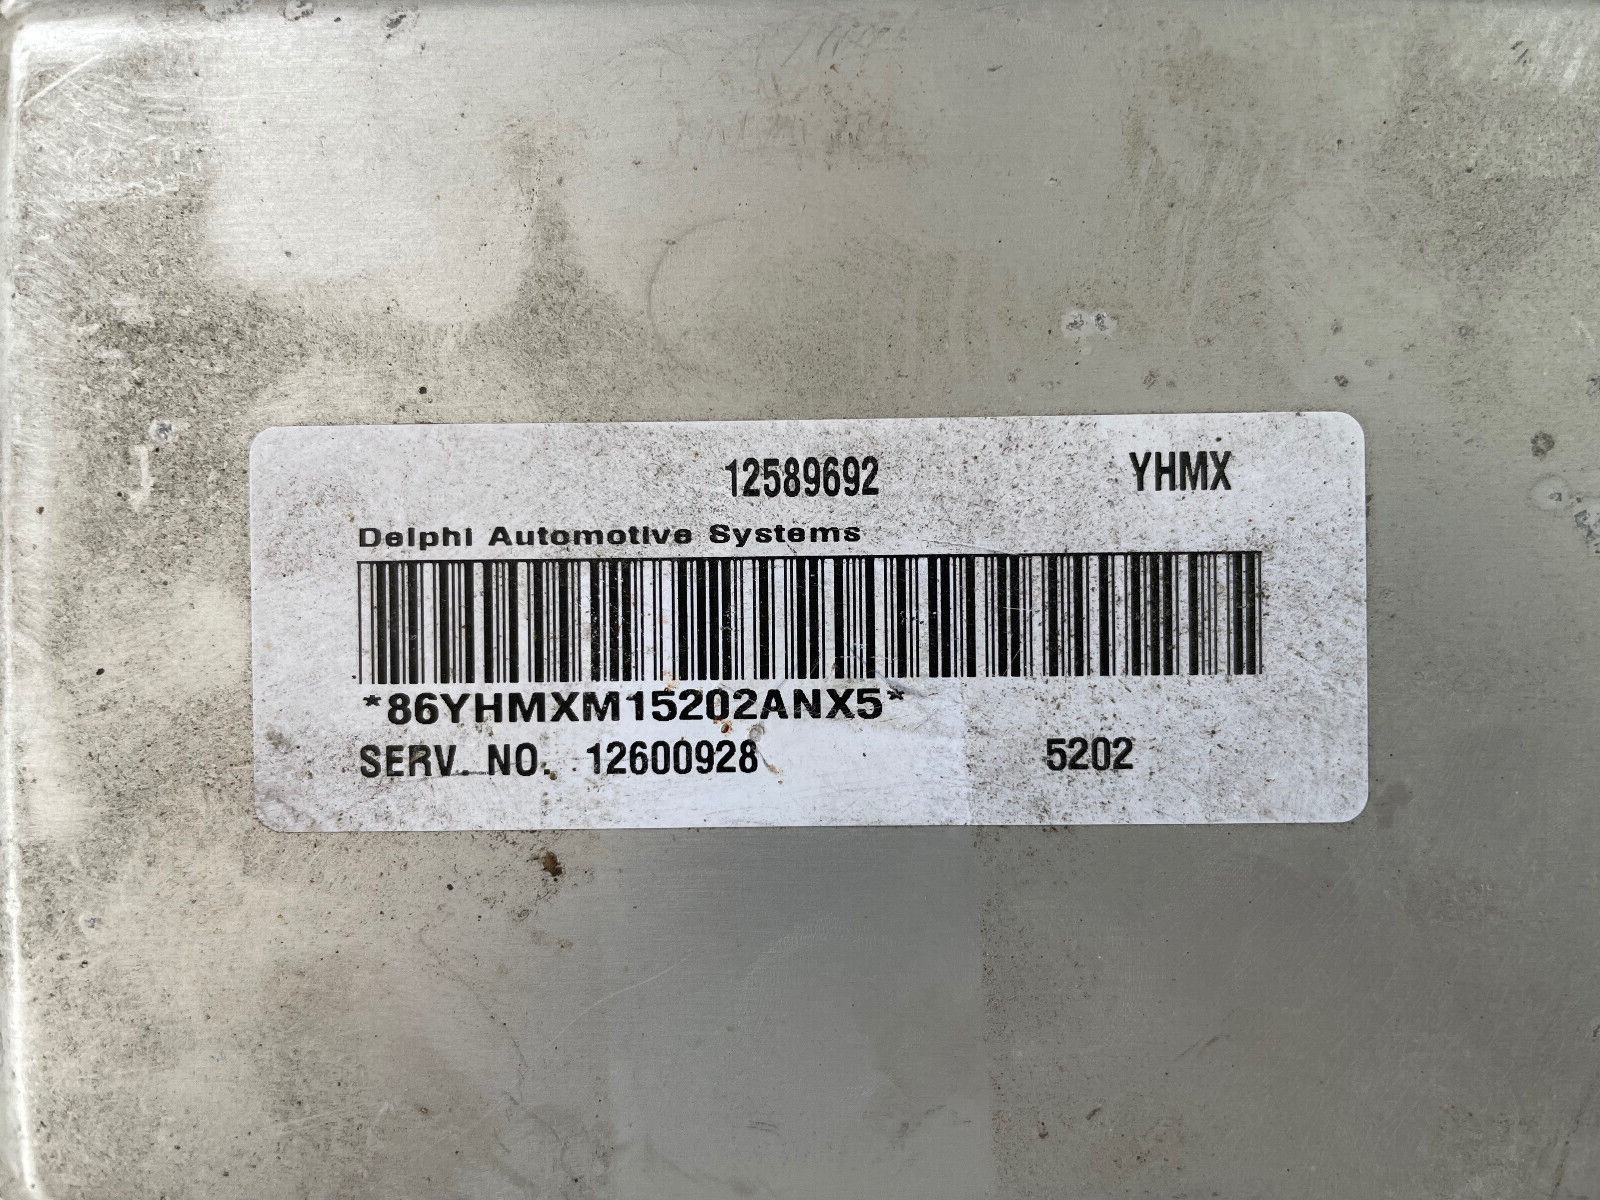 12589692 YHMX
Delphi Automotive Systems
*86YHMXM15202ANX5*
SERV. NO. 12600928 5202